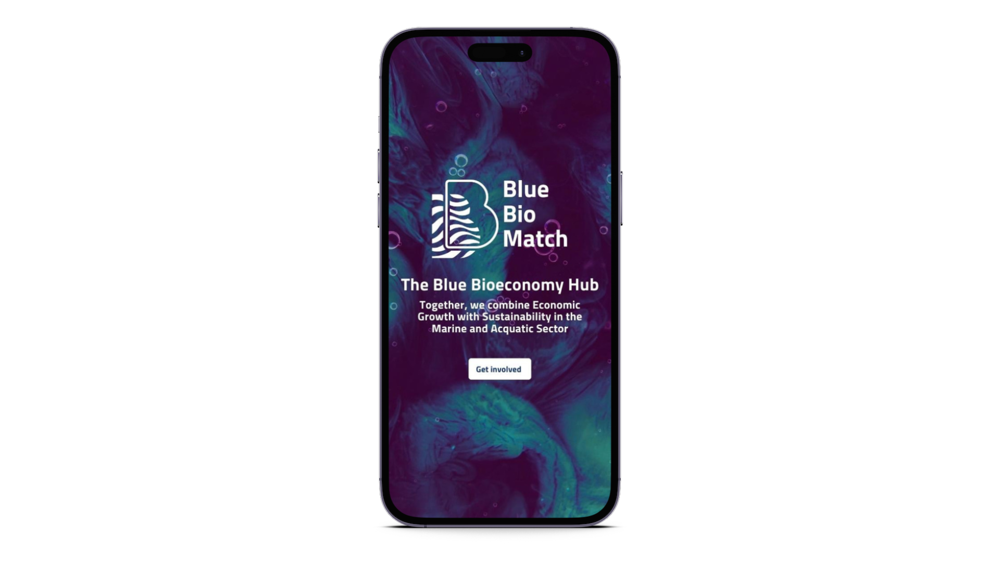 Blue
Bio
Match
The Blue Bioeconomy Hub
Together, we combine Economic
Growth with Sustainability in the
Marine and Acquatic Sector
Get involved